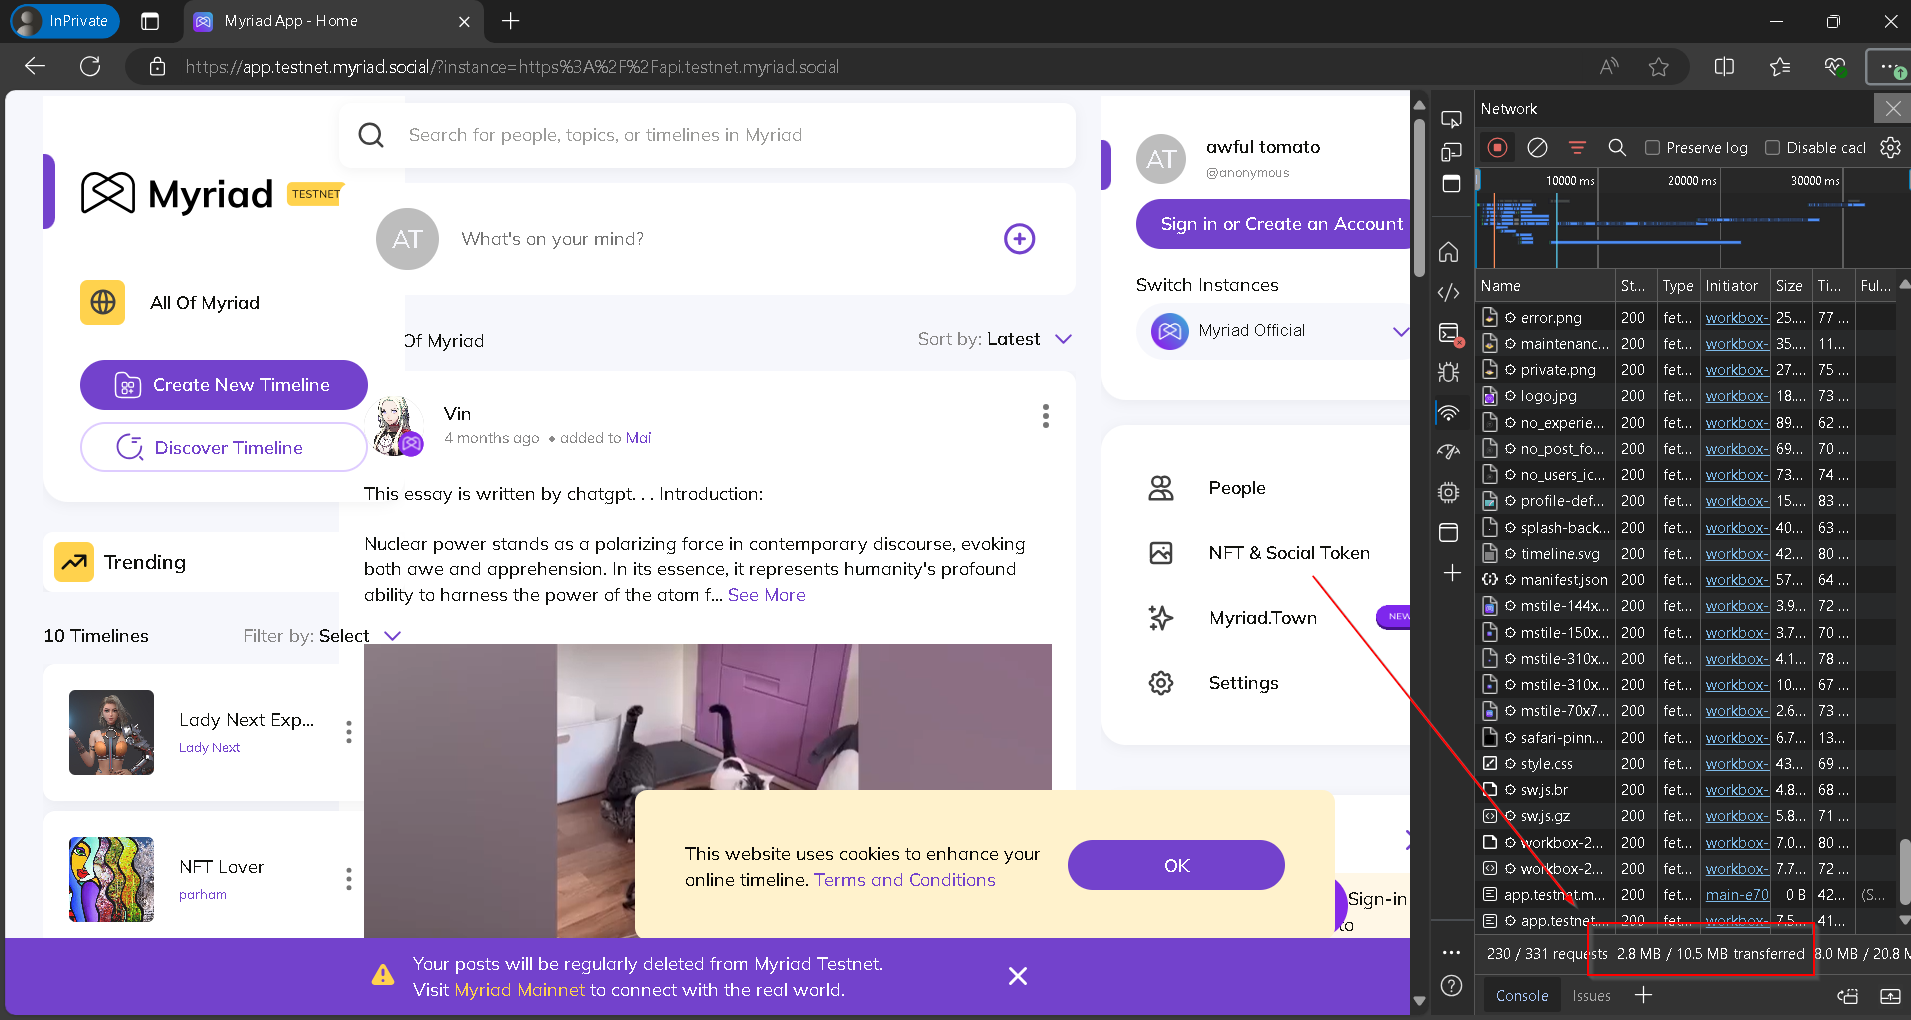 InPrivate
Myriad App - Home
https://app.testnet.myriad.social/?instance=https%3A%2F%2Fapi.testnet.myriad.social
Myriad
TESTNET
All Of Myriad
Create New Timeline
Discover Timeline
Trending
10 Timelines
Filter by: Select
Lady Next Exp...
Lady Next
NFT Lover
parham
Search for people, topics, or timelines in Myriad
AT
What's on your mind?
Of Myriad
Sort by: Latest
Vin
4 months ago • added to Mai
This essay is written by chatgpt. . . Introduction:
Nuclear power stands as a polarizing force in contemporary discourse, evoking
both awe and apprehension. In its essence, it represents humanity's profound
ability to harness the power of the atom f... See More
AT
awful tomato
@anonymous
Sign in or Create an Account
Switch Instances
Myriad Official
People
NFT & Social Token
Myriad.Town
NEW
Settings
Sign-in
to
This website uses cookies to enhance your
online timeline. Terms and Conditions
OK
Your posts will be regularly deleted from Myriad Testnet.
Visit Myriad Mainnet to connect with the real world.
Network
Preserve log
Disable cacl
10000 ms
20000 ms
30000 ms
Name St... Type Initiator Size Ti... Ful...
error.png 200 fet... workbox- 25.... 77 ...
maintenanc... 200 fet... workbox- 35.... 11...
private.png 200 fet... workbox- 27.... 75 ...
logo.jpg 200 fet... workbox- 18.... 73 ...
no_experie... 200 fet... workbox- 89... 62 ...
no_post_fo... 200 fet... workbox- 69... 70 ...
no_users_ic... 200 fet... workbox- 73... 74 ...
profile-def... 200 fet... workbox- 15.... 83 ...
splash-back... 200 fet... workbox- 40... 63 ...
timeline.svg 200 fet... workbox- 42... 80 ...
manifest.json 200 fet... workbox- 57... 64 ...
mstile-144x... 200 fet... workbox- 3.9... 72 ...
mstile-150x... 200 fet... workbox- 3.7... 70 ...
mstile-310x... 200 fet... workbox- 4.1... 78 ...
mstile-310x... 200 fet... workbox- 10.... 67 ...
mstile-70x7... 200 fet... workbox- 2.6... 73 ...
safari-pinn... 200 fet... workbox- 6.7... 13...
style.css 200 fet... workbox- 43... 69 ...
sw.js.br 200 fet... workbox- 4.8... 68 ...
sw.js.gz 200 fet... workbox- 5.8... 71 ...
workbox-2... 200 fet... workbox- 7.0... 80 ...
workbox-2... 200 fet... workbox- 7.7... 72 ...
app.testnet.m... 200 fet... main-e70 0 B 42... (S...
app.testnet... 200 fet... workbox- 7.5... 41...
230 / 331 requests 2.8 MB / 10.5 MB transferred 8.0 MB / 20.8 M
Console
Issues